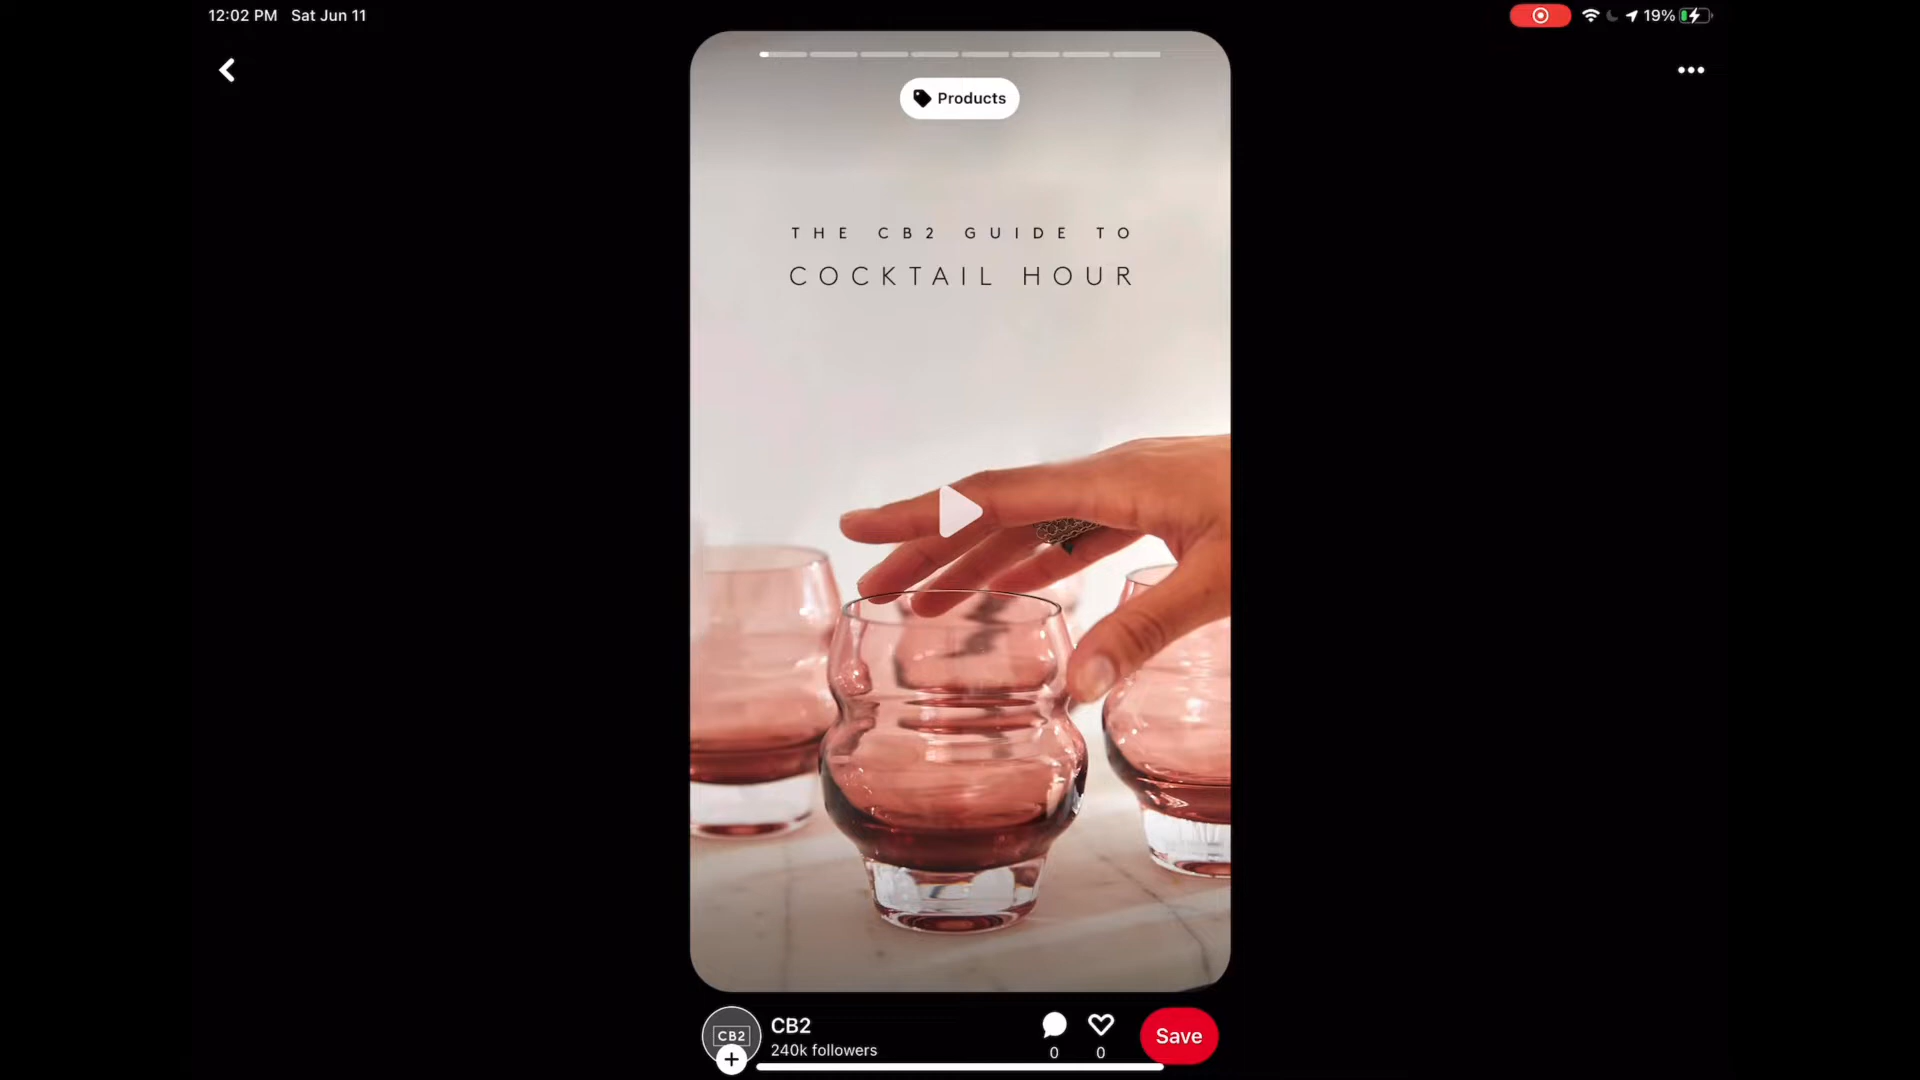 12:02 PM Sat Jun 11
19%
Products
THE CB2 GUIDE TO
COCKTAIL HOUR
CB2
CB2
240k followers
0
0
Save